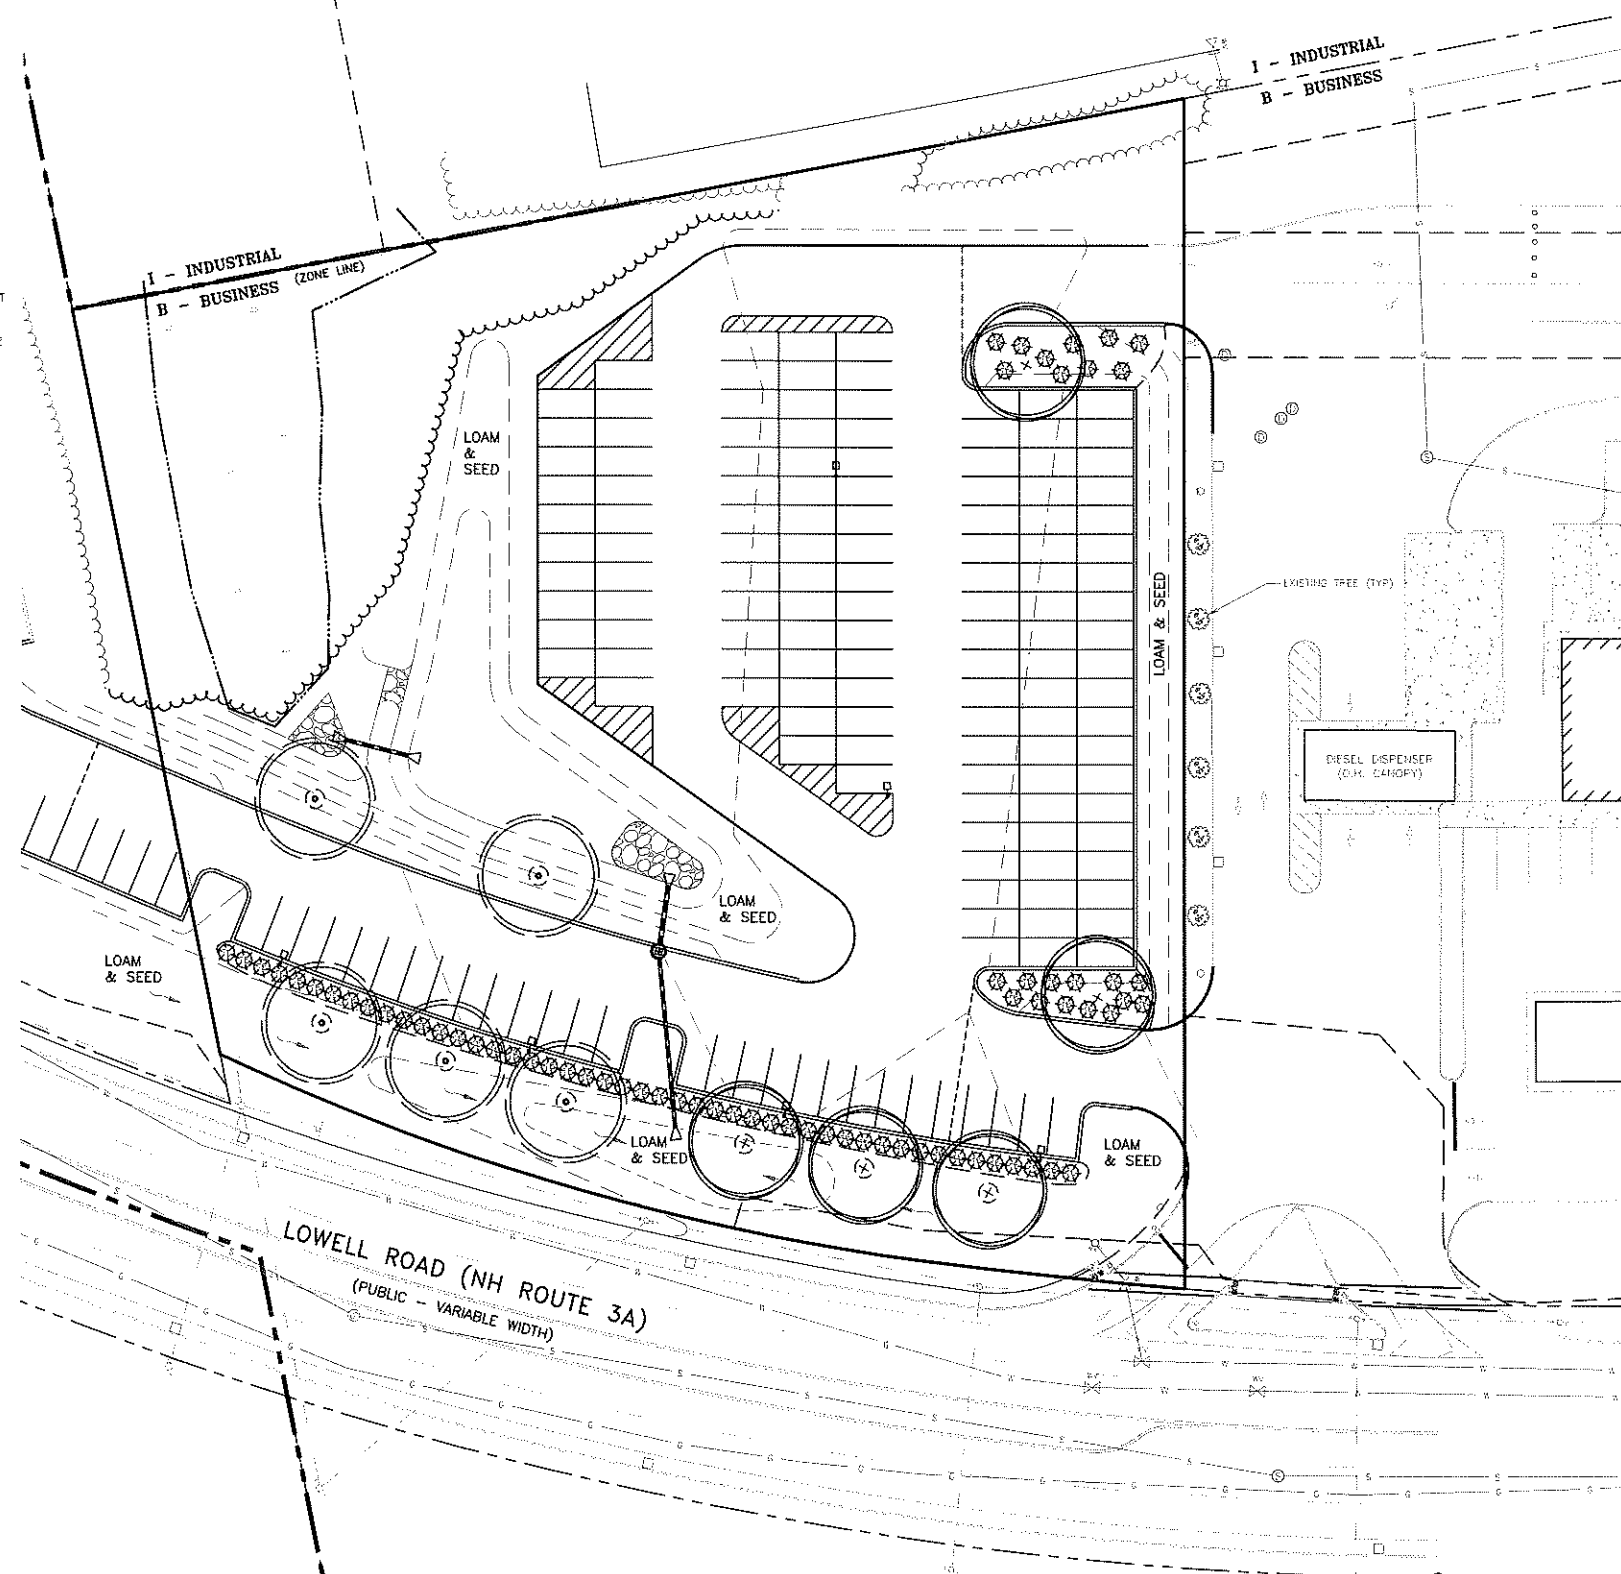 I - INDUSTRIAL
B - BUSINESS
I - INDUSTRIAL
B - BUSINESS (ZONE LINE)
LOAM
&
SEED
LOAM & SEED
EXISTING TREE (TYP)
DIESEL DISPENSER
(O.H. CANOPY)
LOAM
& SEED
LOAM
& SEED
LOAM
& SEED
LOAM
& SEED
LOWELL ROAD (NH ROUTE 3A)
(PUBLIC - VARIABLE WIDTH)